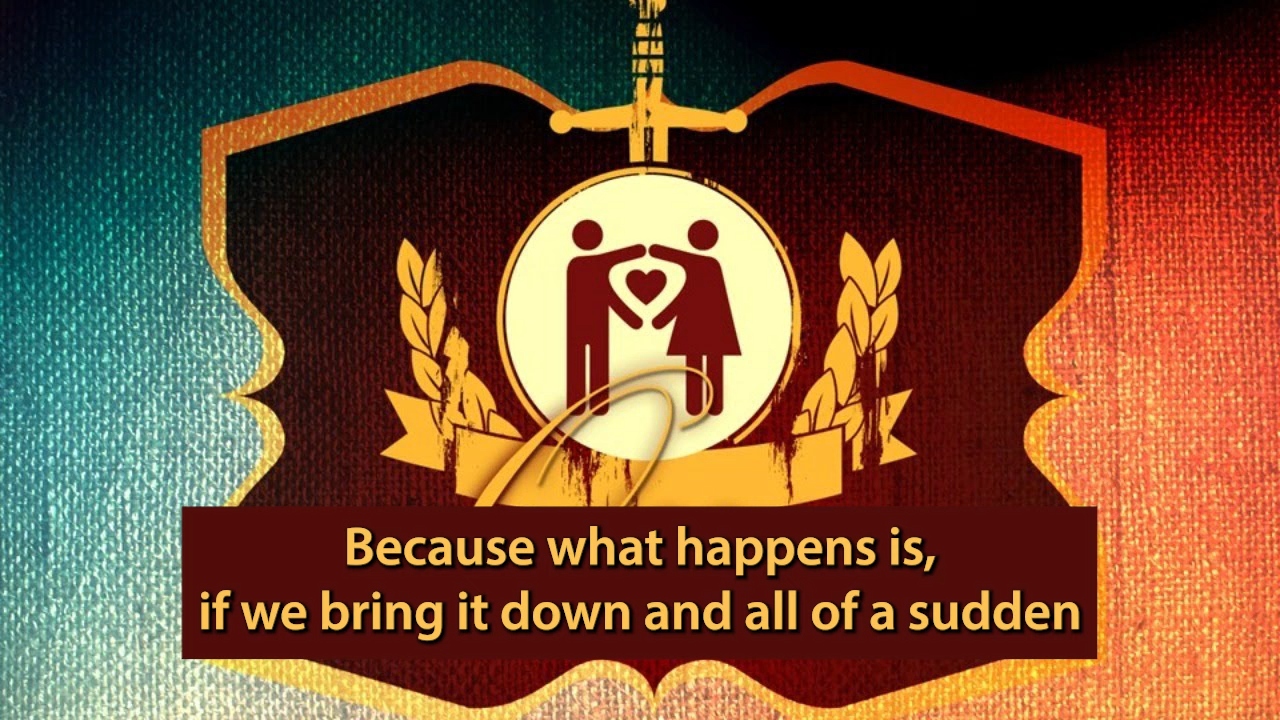 Because what happens is,
if we bring it down and all of a sudden